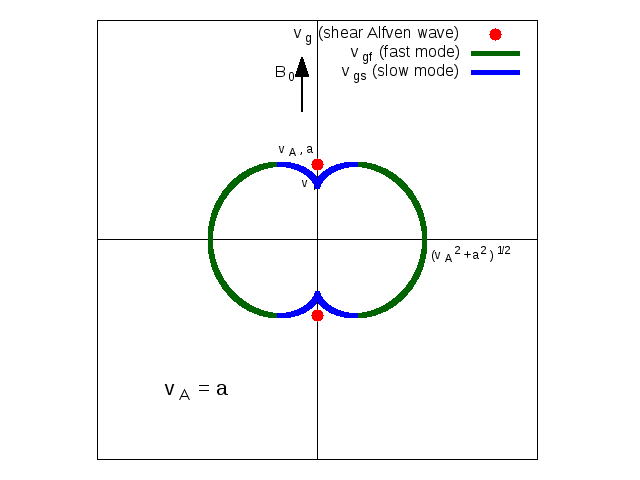 v g (shear Alfven wave)
v gf (fast mode)
B 0
v gs (slow mode)
v A , a
v
(v A 2 +a 2 ) 1/2
v A = a